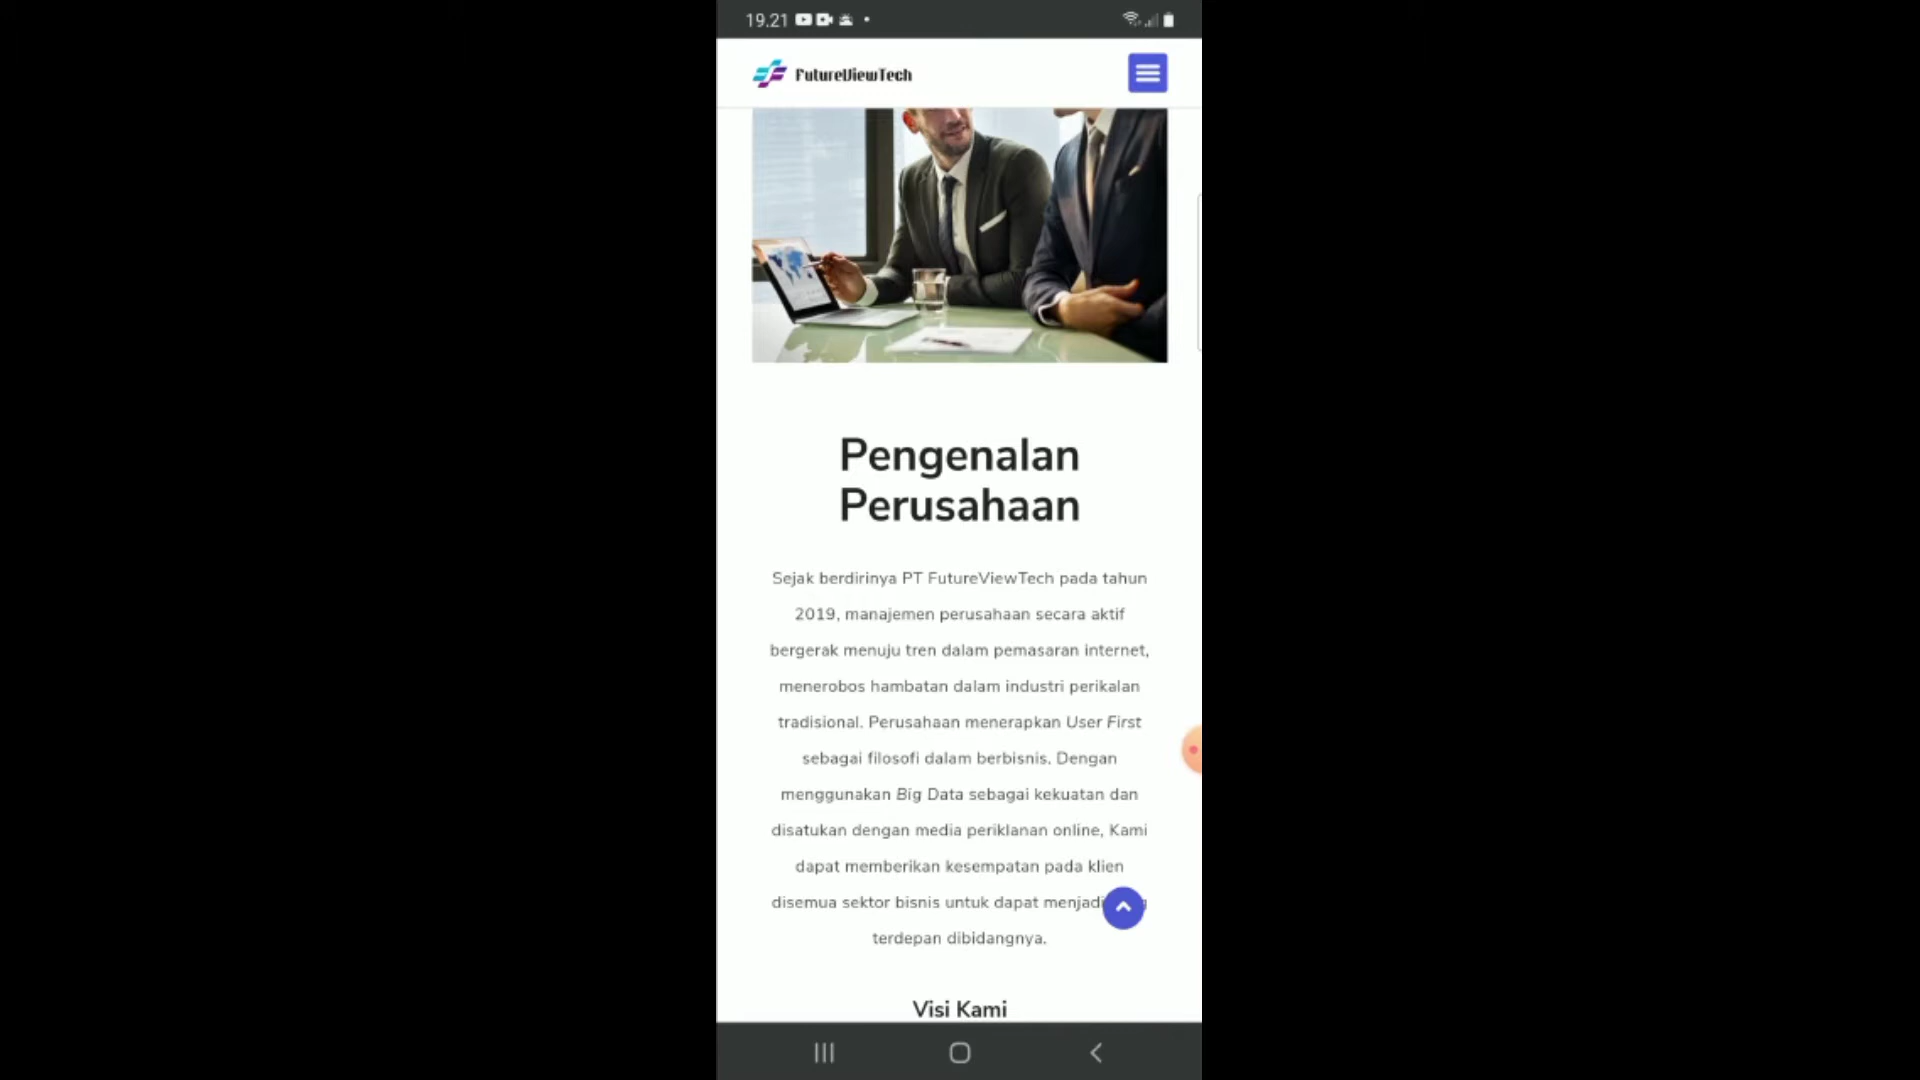 19.21
FutureViewTech
Pengenalan
Perusahaan
Sejak berdirinya PT FutureViewTech pada tahun
2019, manajemen perusahaan secara aktif
bergerak menuju tren dalam pemasaran internet,
menerobos hambatan dalam industri perikalan
tradisional. Perusahaan menerapkan User First
sebagai filosofi dalam berbisnis. Dengan
menggunakan Big Data sebagai kekuatan dan
disatukan dengan media periklanan online, Kami
dapat memberikan kesempatan pada klien
disemua sektor bisnis untuk dapat menjadi
terdepan dibidangnya.
Visi Kami